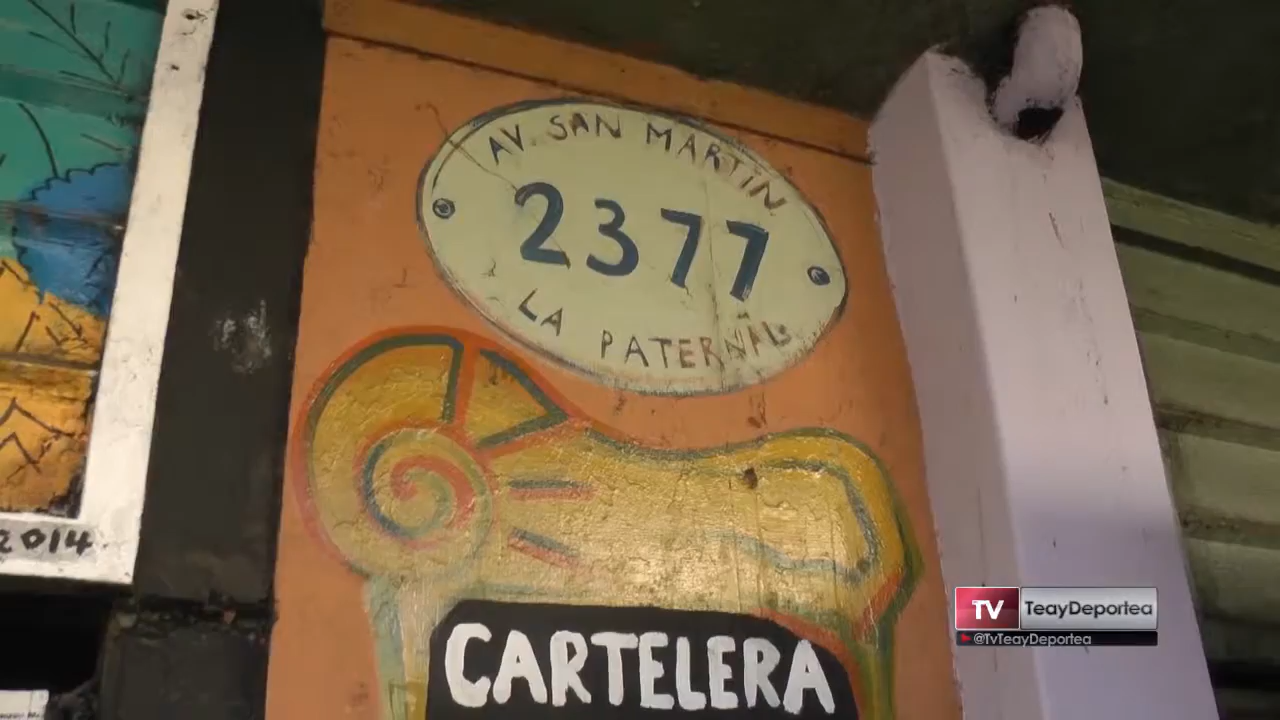 AV. SAN MARTIN
2377
LA PATERNAL
2014
CARTELERA
TV TeayDeportea
@TvTeayDeportea